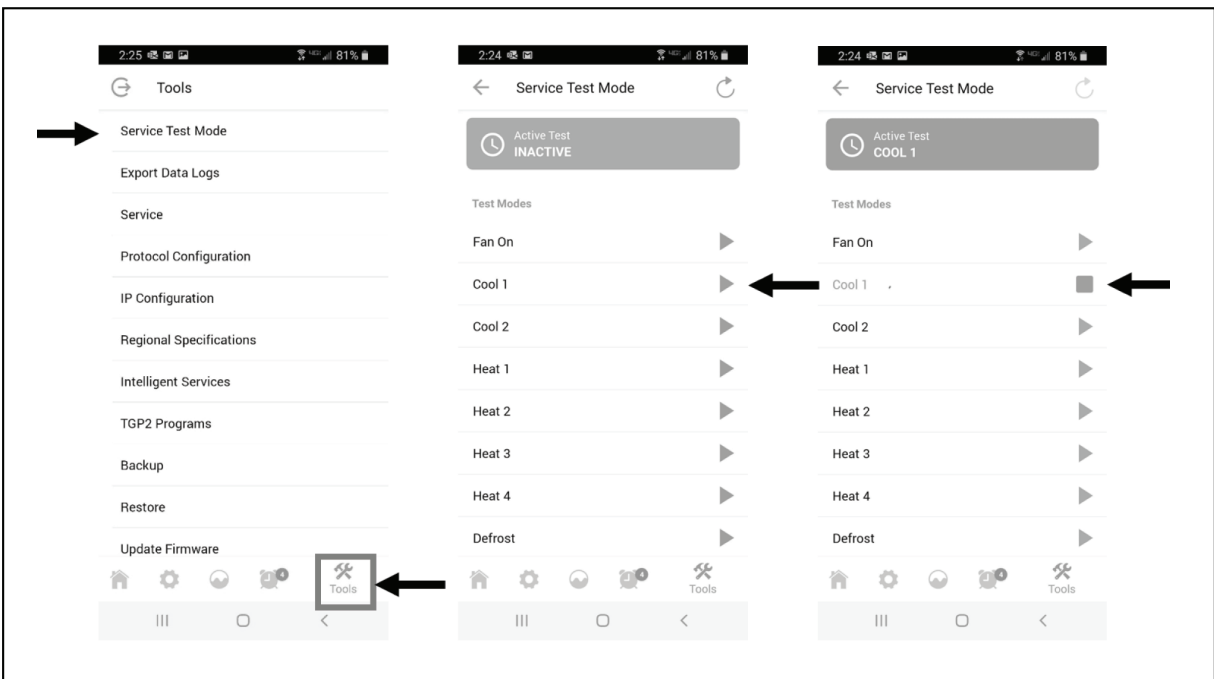 2:25 81%
Tools
Service Test Mode
Export Data Logs
Service
Protocol Configuration
IP Configuration
Regional Specifications
Intelligent Services
TGP2 Programs
Backup
Restore
Update Firmware
4
Tools
2:24 81%
Service Test Mode
Active Test
INACTIVE
Test Modes
Fan On
Cool 1
Cool 2
Heat 1
Heat 2
Heat 3
Heat 4
Defrost
4
Tools
2:24 81%
Service Test Mode
Active Test
COOL 1
Test Modes
Fan On
Cool 1
Cool 2
Heat 1
Heat 2
Heat 3
Heat 4
Defrost
4
Tools